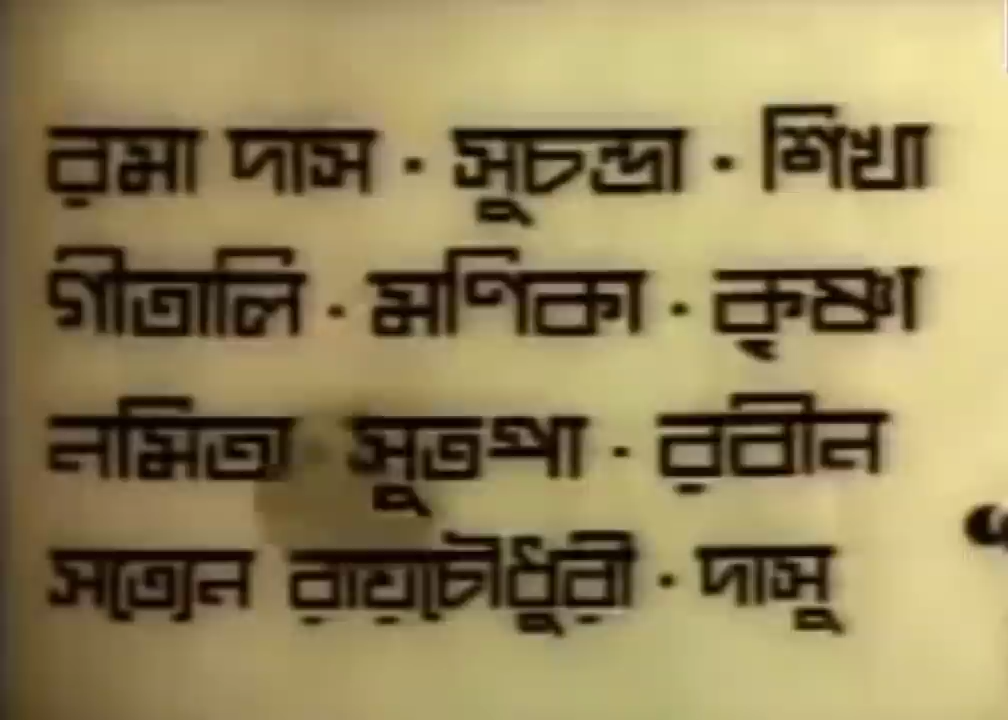 রমা দাস · সুচন্দ্রা · শিখা
গীতালি · মণিকা · কৃষ্ণা
নমিতা সুতপা · রবীন
সত্যেন রায়চৌধুরী · দাসু